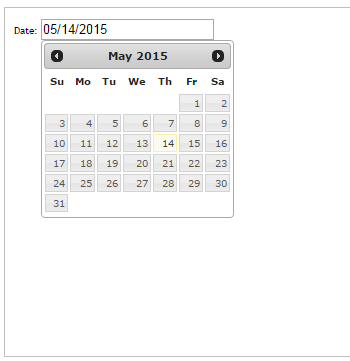 Date: 05/14/2015
May 2015
Su Mo Tu We Th Fr Sa
1 2
3 4 5 6 7 8 9
10 11 12 13 14 15 16
17 18 19 20 21 22 23
24 25 26 27 28 29 30
31